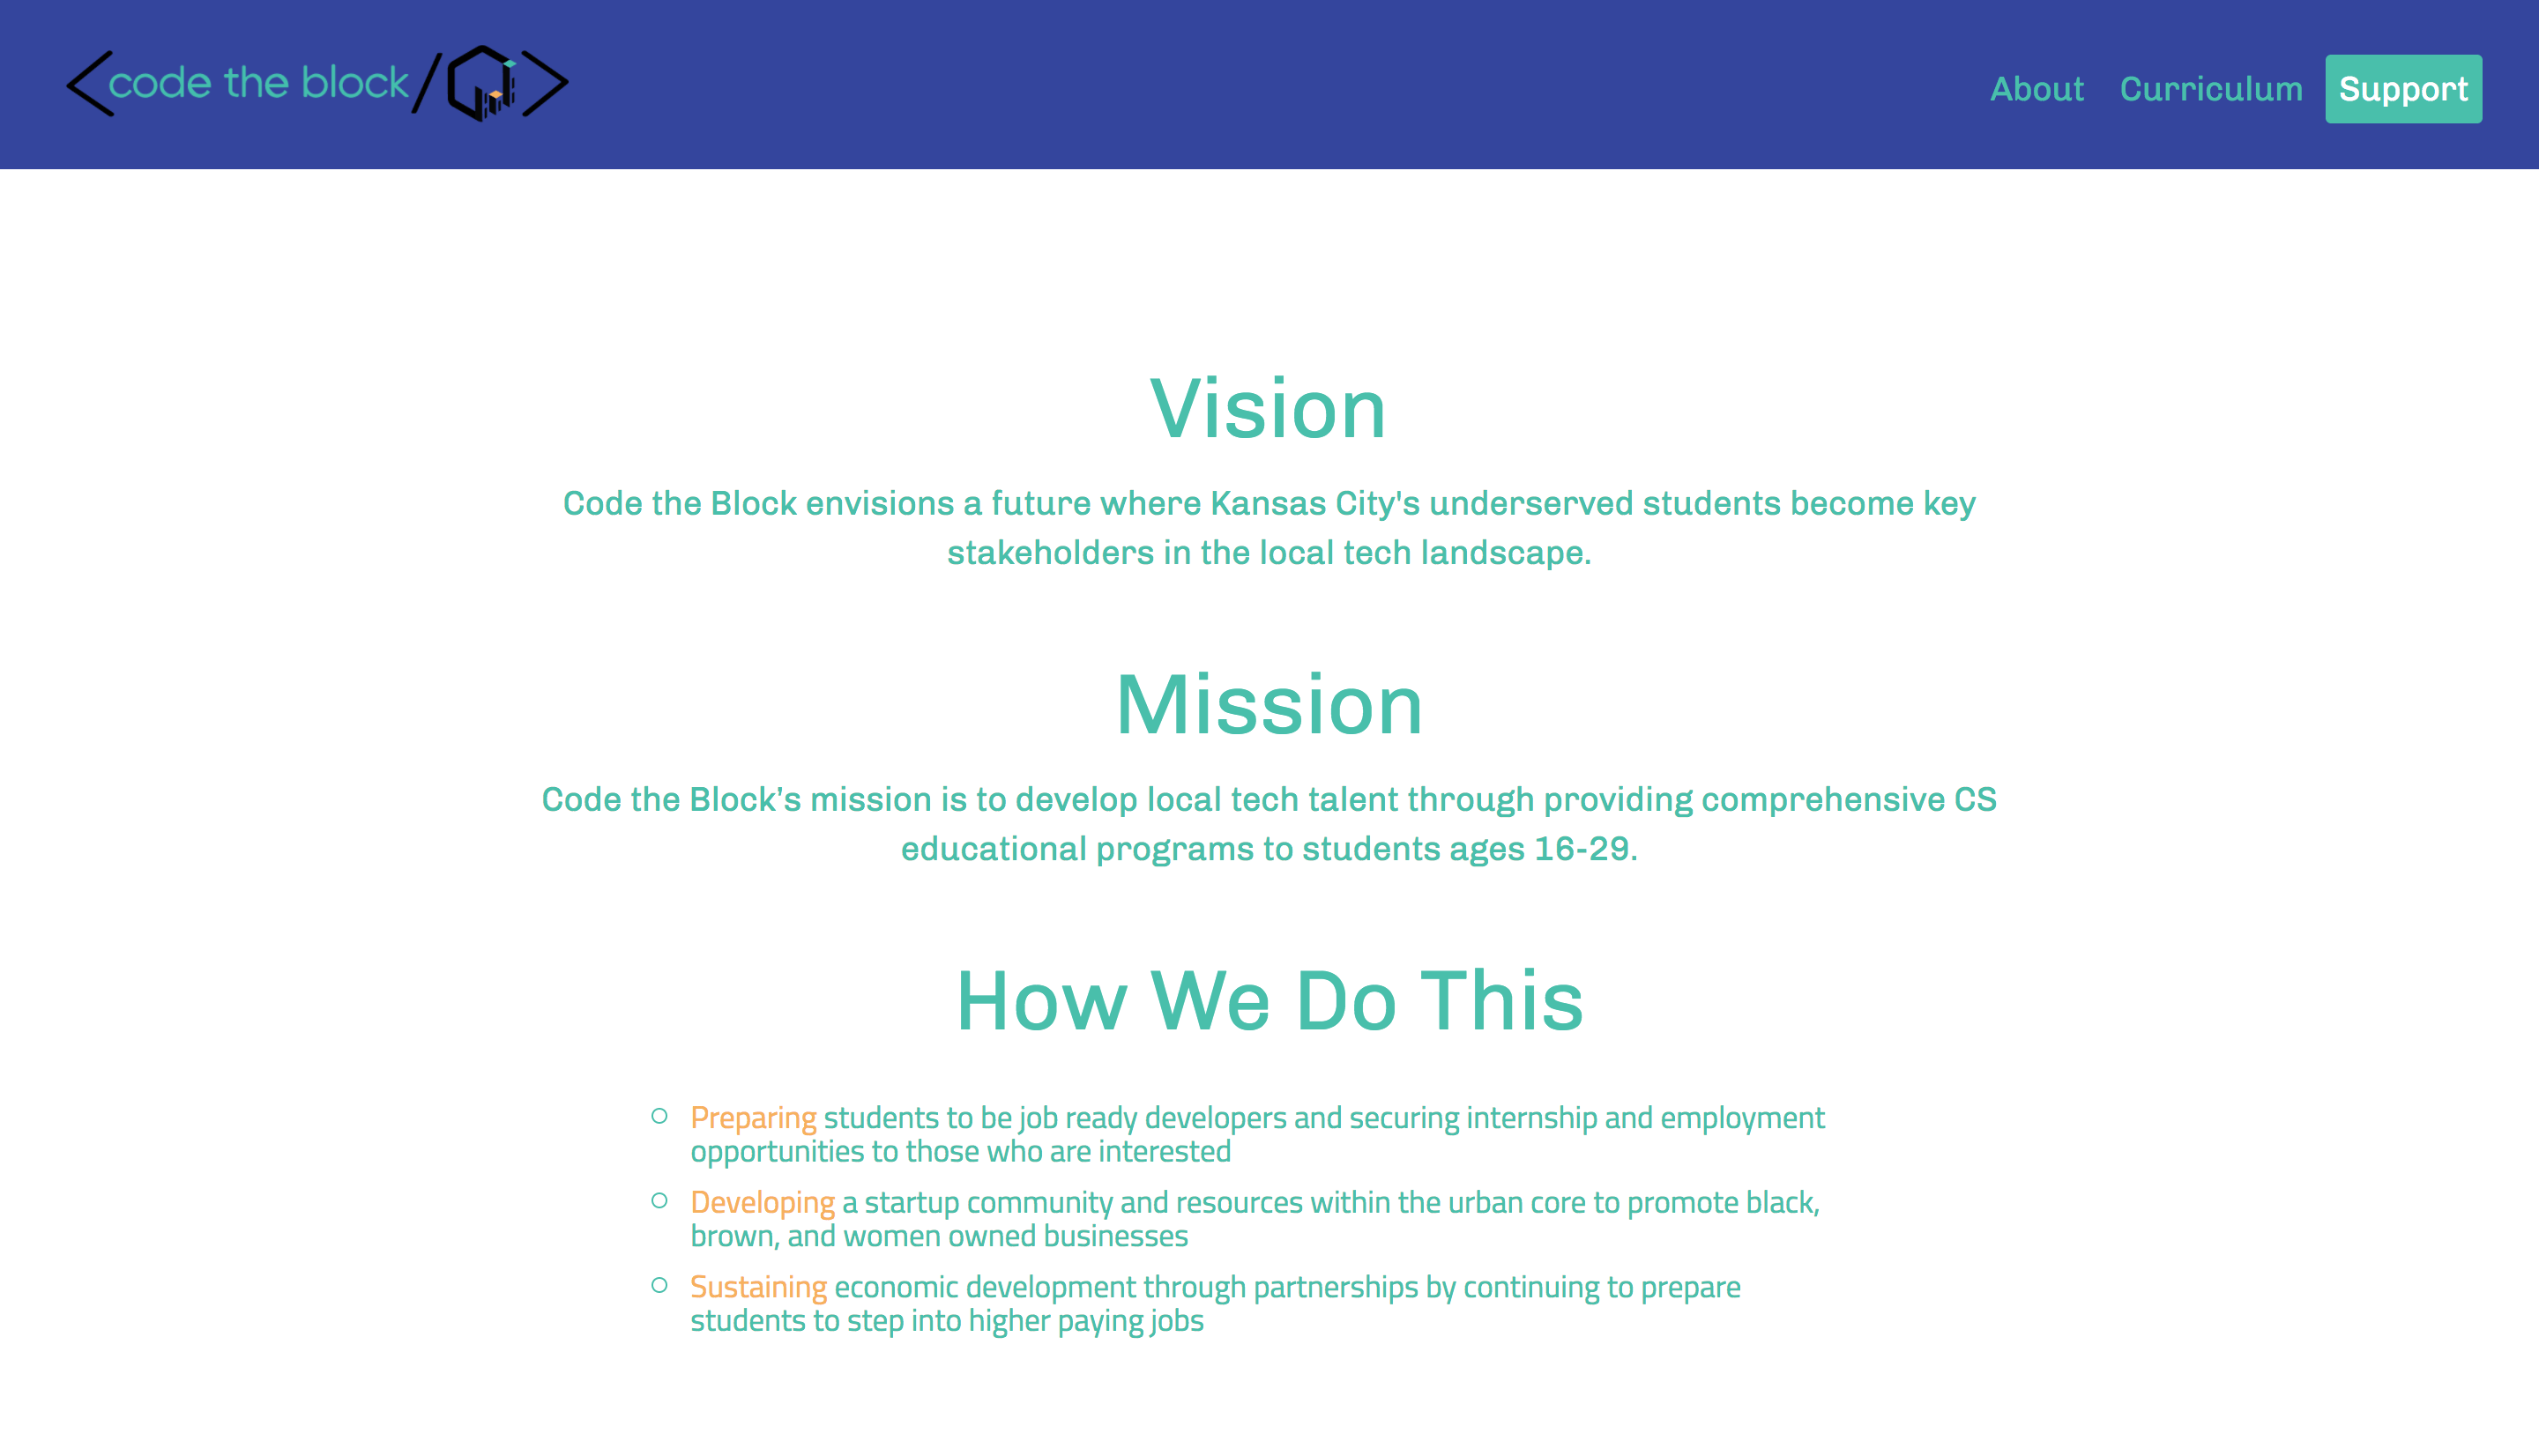 <code the block/>
About Curriculum Support
Vision
Code the Block envisions a future where Kansas City's underserved students become key
stakeholders in the local tech landscape.
Mission
Code the Block's mission is to develop local tech talent through providing comprehensive CS
educational programs to students ages 16-29.
How We Do This
Preparing students to be job ready developers and securing internship and employment
opportunities to those who are interested
Developing a startup community and resources within the urban core to promote black,
brown, and women owned businesses
Sustaining economic development through partnerships by continuing to prepare
students to step into higher paying jobs